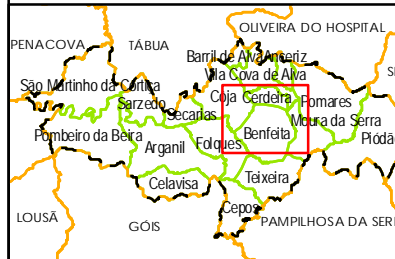 OLIVEIRA DO HOSPITAL
PENACOVA
TÁBUA
Barril de Alva
Anceriz
Vila Cova de Alva
São Martinho da Cortiça
Coja
Cerdeira
Sarzedo
Pomares
Secarias
Moura da Serra
Pombeiro da Beira
Benfeita
Piódão
Arganil
Folques
Teixeira
Celavisa
Cepos
LOUSÃ
GÓIS
PAMPILHOSA DA SER